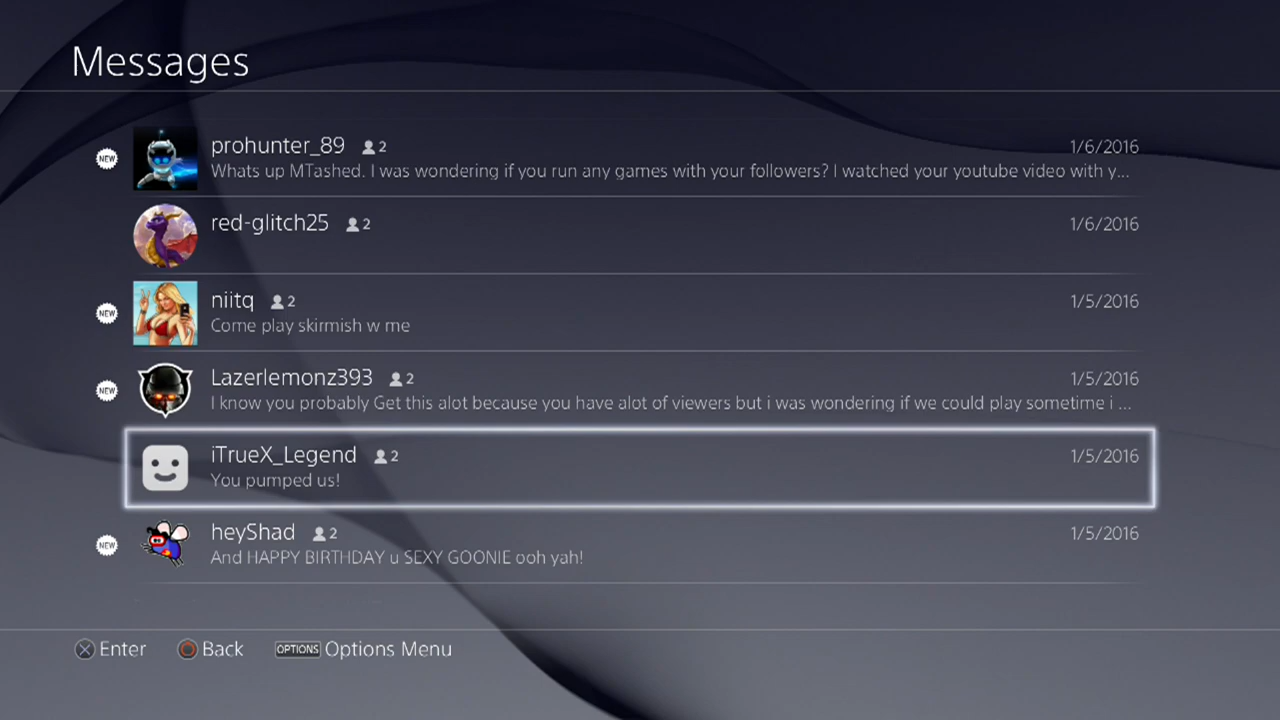 Messages
NEW
prohunter_89 2 1/6/2016
Whats up MTashed. I was wondering if you run any games with your followers? I watched your youtube video with y...
red-glitch25 2 1/6/2016
NEW
niitq 2 1/5/2016
Come play skirmish w me
NEW
Lazerlemonz393 2 1/5/2016
I know you probably Get this alot because you have alot of viewers but i was wondering if we could play sometime i ...
iTrueX_Legend 2 1/5/2016
You pumped us!
NEW
heyShad 2 1/5/2016
And HAPPY BIRTHDAY u SEXY GOONIE ooh yah!
Enter Back OPTIONS Options Menu